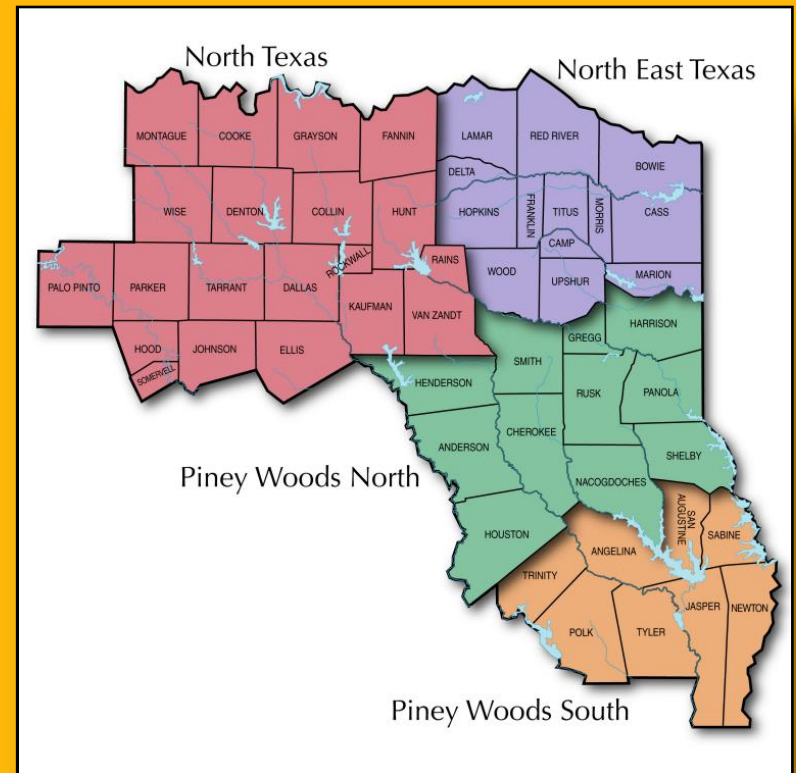 North Texas
North East Texas
MONTAGUE COOKE GRAYSON FANNIN
LAMAR RED RIVER
BOWIE
DELTA
WISE DENTON COLLIN HUNT
HOPKINS FRANKLIN TITUS MORRIS CASS
CAMP
ROCKWALL RAINS
WOOD UPSHUR MARION
PALO PINTO PARKER TARRANT DALLAS
KAUFMAN VAN ZANDT
HARRISON
GREGG
HOOD JOHNSON ELLIS
SOMERVELL
SMITH
HENDERSON
RUSK PANOLA
CHEROKEE
ANDERSON
SHELBY
Piney Woods North
NACOGDOCHES
SAN AUGUSTINE
HOUSTON
SABINE
ANGELINA
TRINITY
JASPER NEWTON
POLK TYLER
Piney Woods South